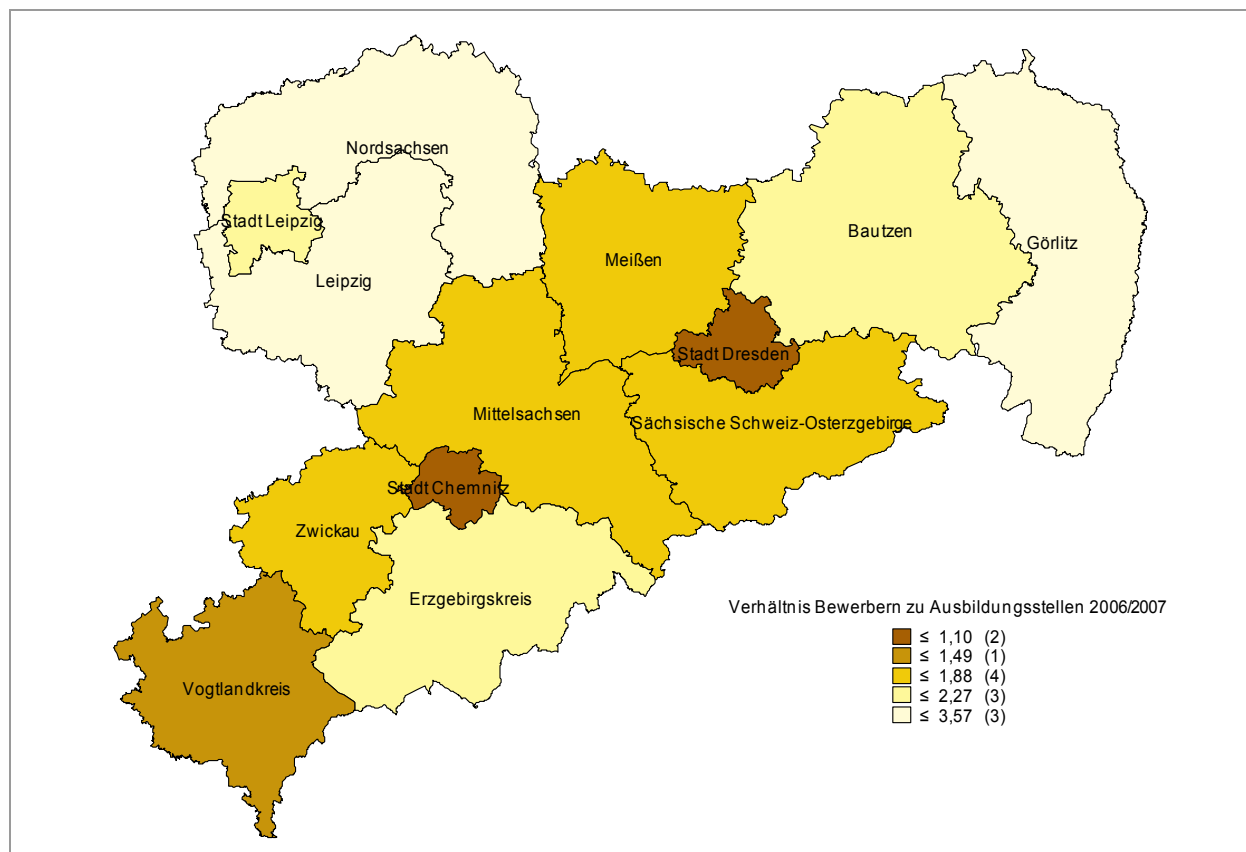 Nordsachsen
Stadt Leipzig
Bautzen
Görlitz
Meißen
Leipzig
Stadt Dresden
Mittelsachsen
Sächsische Schweiz-Osterzgebirge
Stadt Chemnitz
Zwickau
Erzgebirgskreis
Vogtlandkreis
Verhältnis Bewerbern zu Ausbildungsstellen 2006/2007
≤ 1,10 (2)
≤ 1,49 (1)
≤ 1,88 (4)
≤ 2,27 (3)
≤ 3,57 (3)